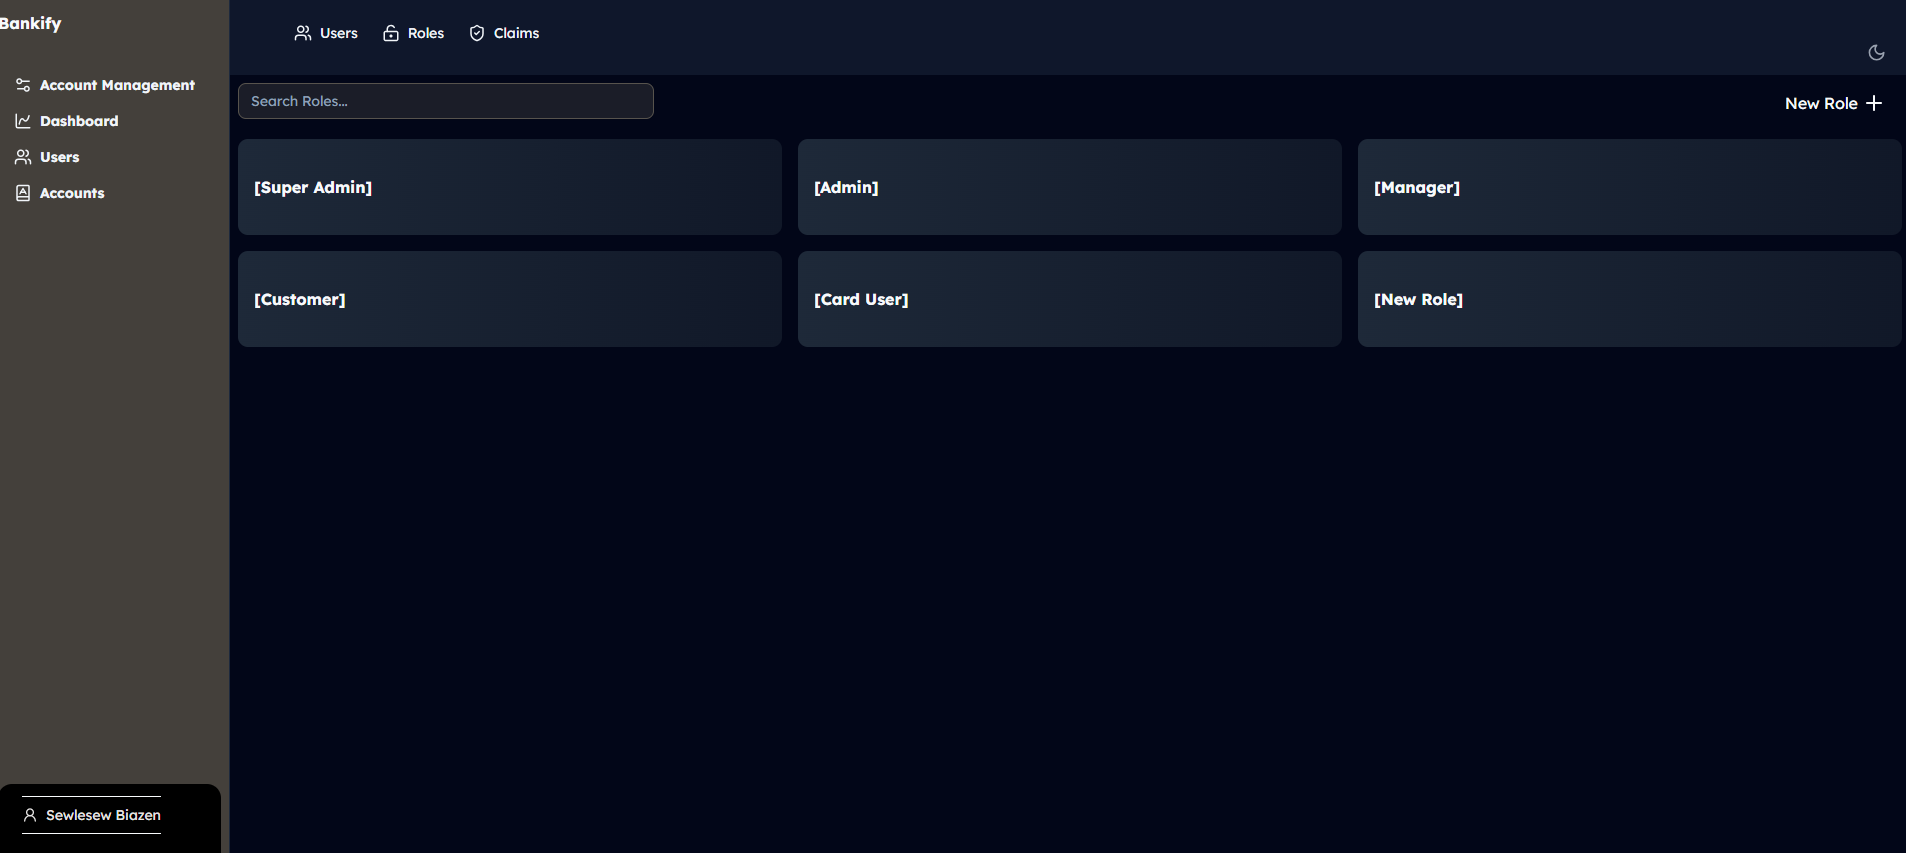 Bankify
Account Management
Dashboard
Users
Accounts
Sewlesew Biazen
Users
Roles
Claims
Search Roles...
New Role
[Super Admin]
[Admin]
[Manager]
[Customer]
[Card User]
[New Role]